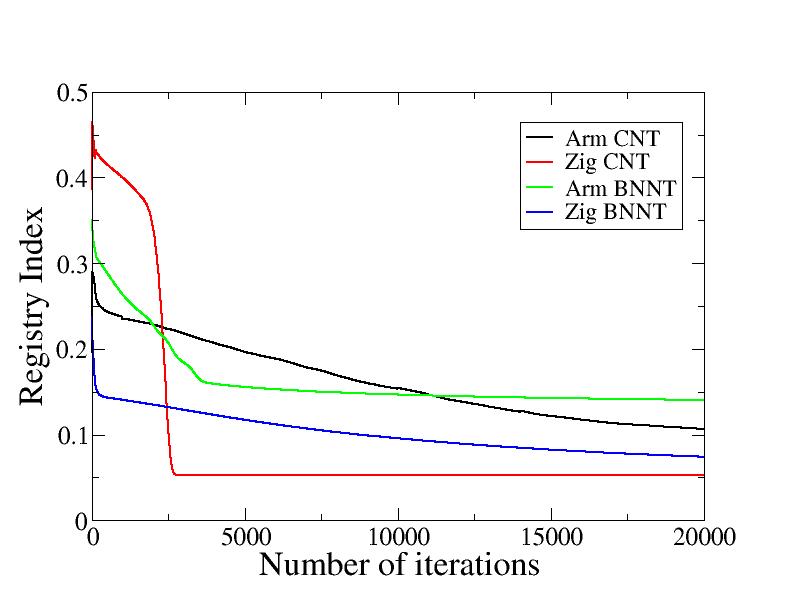 0.5
0.4
0.3
0.2
0.1
0
Registry Index
Arm CNT
Zig CNT
Arm BNNT
Zig BNNT
0 5000 10000 15000 20000
Number of iterations